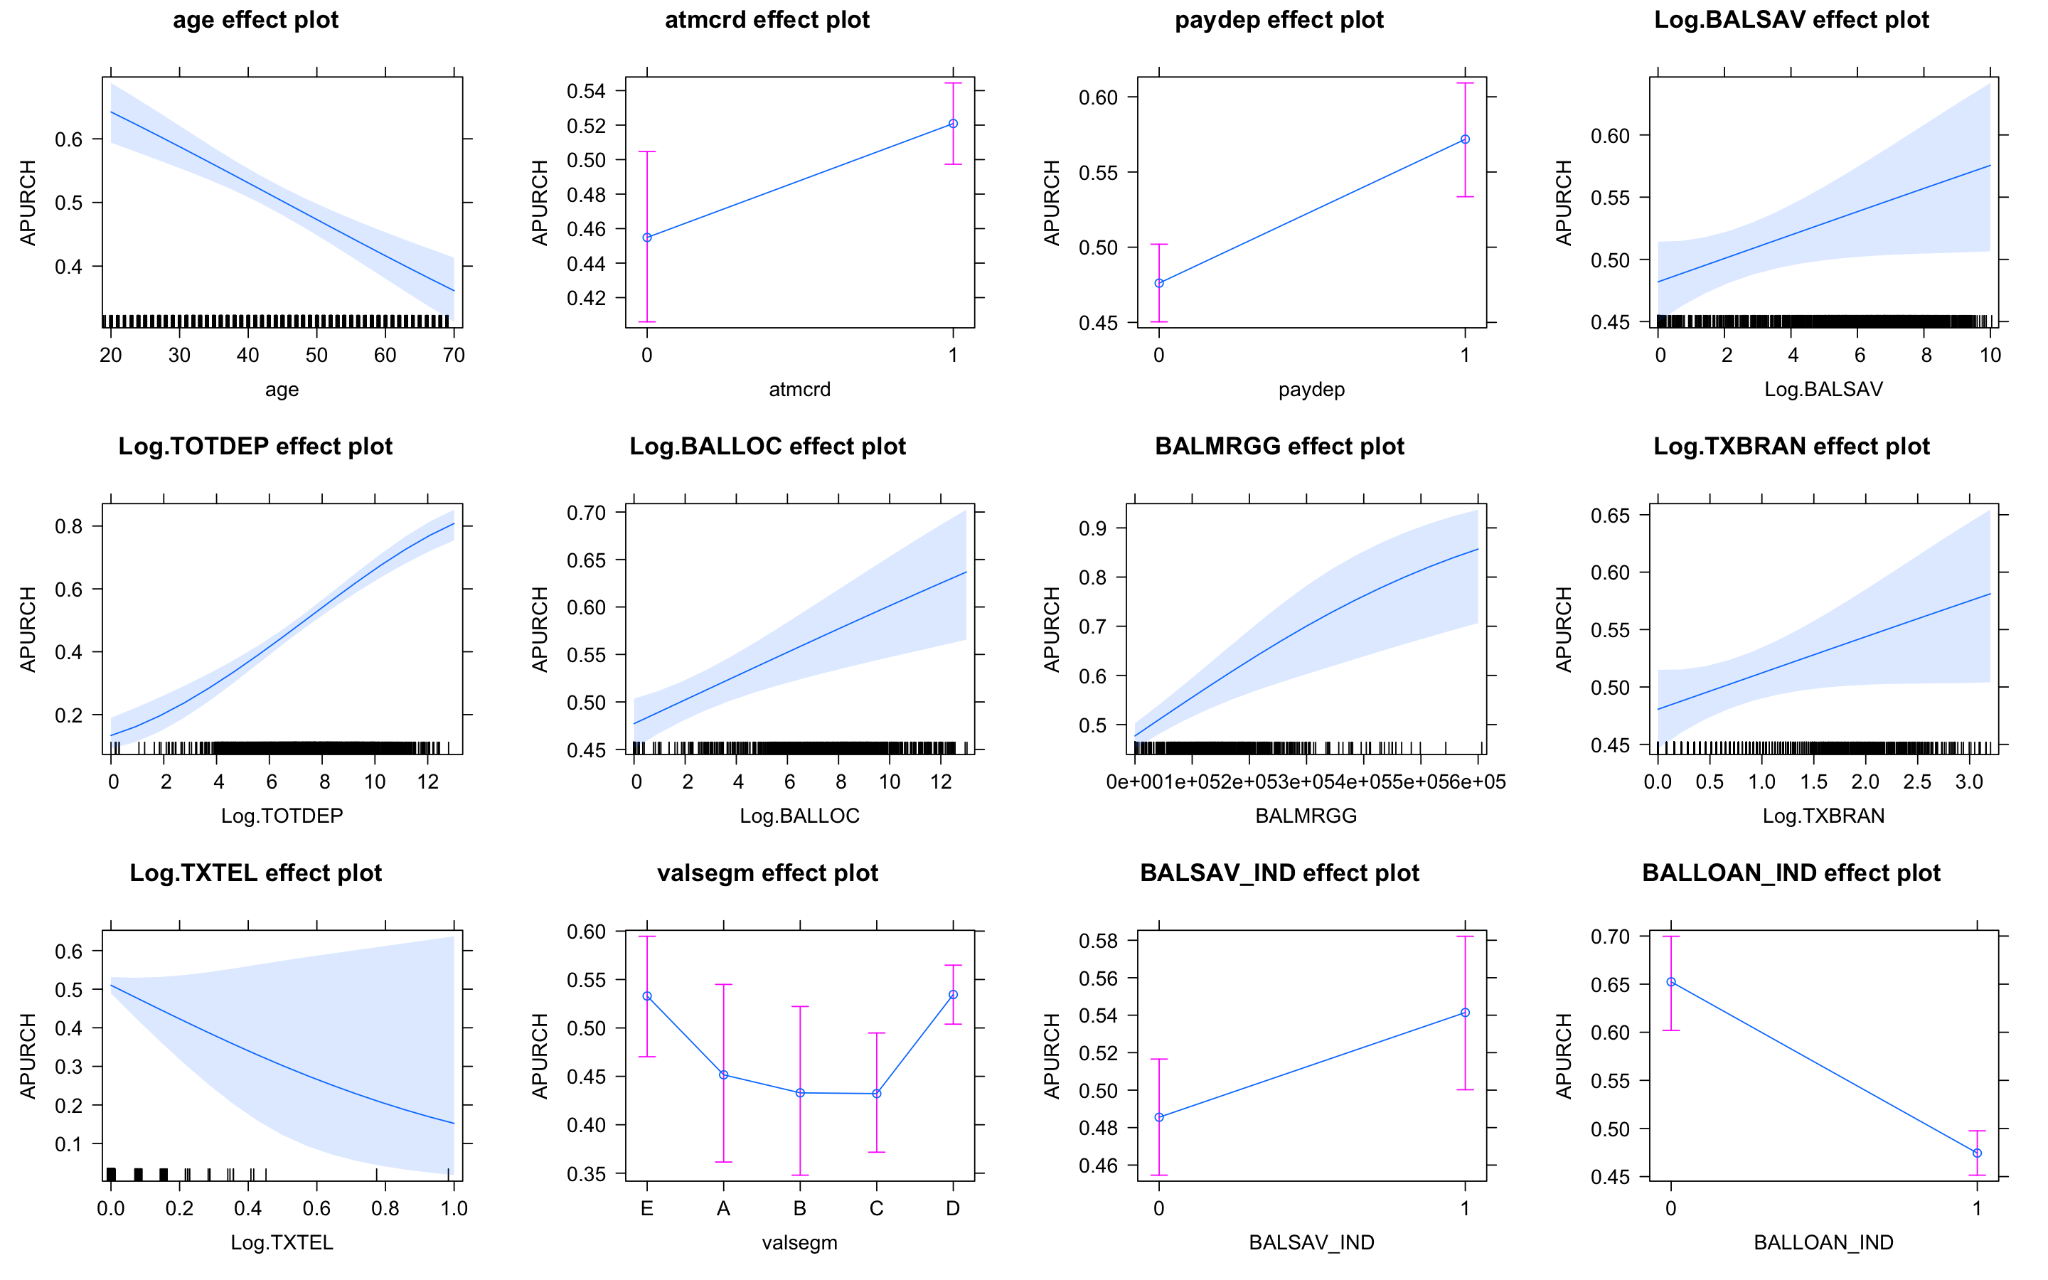 age effect plot
APURCH
0.6
0.5
0.4
20 30 40 50 60 70
age
atmcrd effect plot
APURCH
0.54
0.52
0.50
0.48
0.46
0.44
0.42
0 1
atmcrd
paydep effect plot
APURCH
0.60
0.55
0.50
0.45
0 1
paydep
Log.BALSAV effect plot
APURCH
0.60
0.55
0.50
0.45
0 2 4 6 8 10
Log.BALSAV
Log.TOTDEP effect plot
APURCH
0.8
0.6
0.4
0.2
0 2 4 6 8 10 12
Log.TOTDEP
Log.BALLOC effect plot
APURCH
0.70
0.65
0.60
0.55
0.50
0.45
0 2 4 6 8 10 12
Log.BALLOC
BALMRGG effect plot
APURCH
0.9
0.8
0.7
0.6
0.5
0e+001e+052e+053e+054e+055e+056e+05
BALMRGG
Log.TXBRAN effect plot
APURCH
0.65
0.60
0.55
0.50
0.45
0.0 0.5 1.0 1.5 2.0 2.5 3.0
Log.TXBRAN
Log.TXTEL effect plot
APURCH
0.6
0.5
0.4
0.3
0.2
0.1
0.0 0.2 0.4 0.6 0.8 1.0
Log.TXTEL
valsegm effect plot
APURCH
0.60
0.55
0.50
0.45
0.40
0.35
E A B C D
valsegm
BALSAV_IND effect plot
APURCH
0.58
0.56
0.54
0.52
0.50
0.48
0.46
0 1
BALSAV_IND
BALLOAN_IND effect plot
APURCH
0.70
0.65
0.60
0.55
0.50
0.45
0 1
BALLOAN_IND